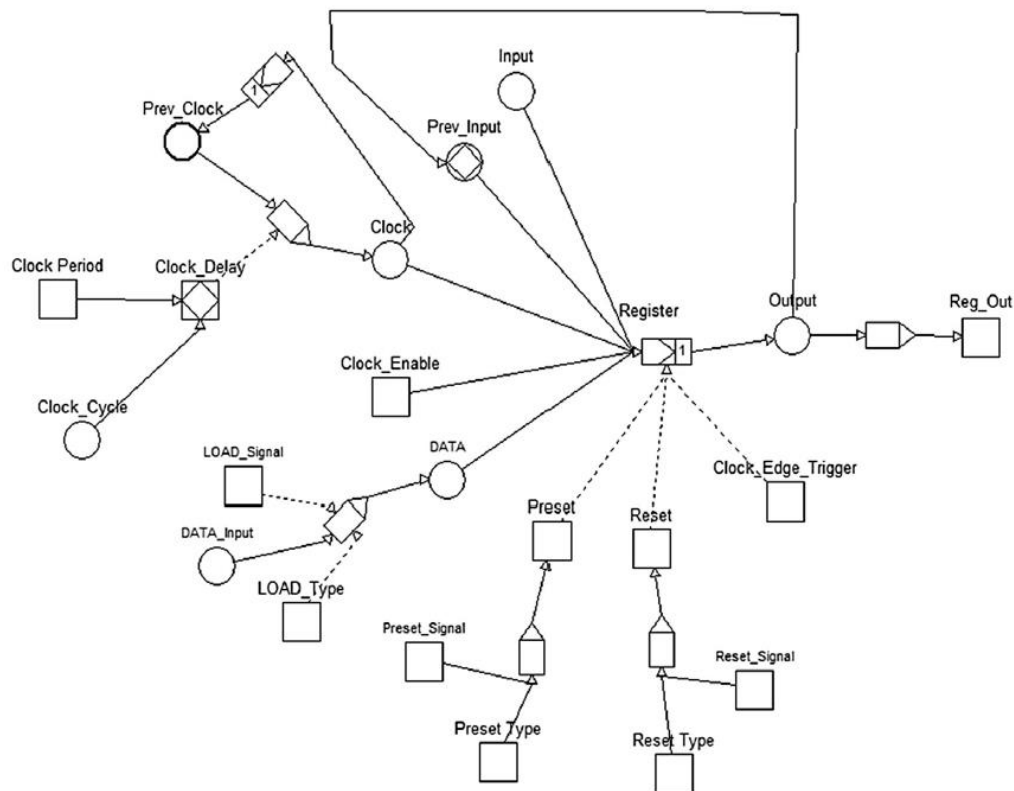 Input
Prev_Clock
1
Prev_Input
Clock
Clock Period
Clock_Delay
Register
1
Output
Reg_Out
Clock_Enable
Clock_Cycle
LOAD_Signal
DATA
Clock_Edge_Trigger
Preset
Reset
DATA_Input
LOAD_Type
Preset_Signal
Reset_Signal
Preset Type
Reset Type